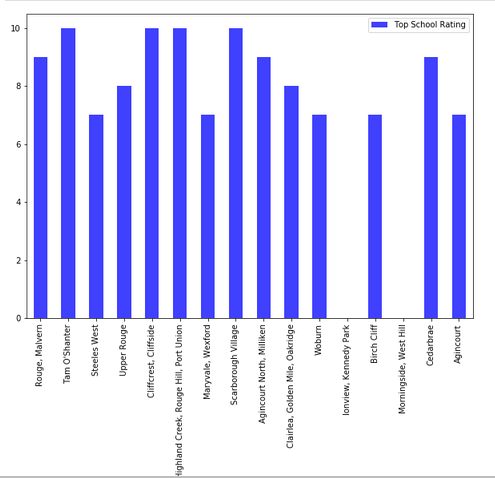 Top School Rating
10
8
6
4
2
0
Rouge, Malvern
Tam O'Shanter
Steeles West
Upper Rouge
Cliffcrest, Cliffside
Highland Creek, Rouge Hill, Port Union
Maryvale, Wexford
Scarborough Village
Agincourt North, Milliken
Clairlea, Golden Mile, Oakridge
Woburn
Ionview, Kennedy Park
Birch Cliff
Morningside, West Hill
Cedarbrae
Agincourt